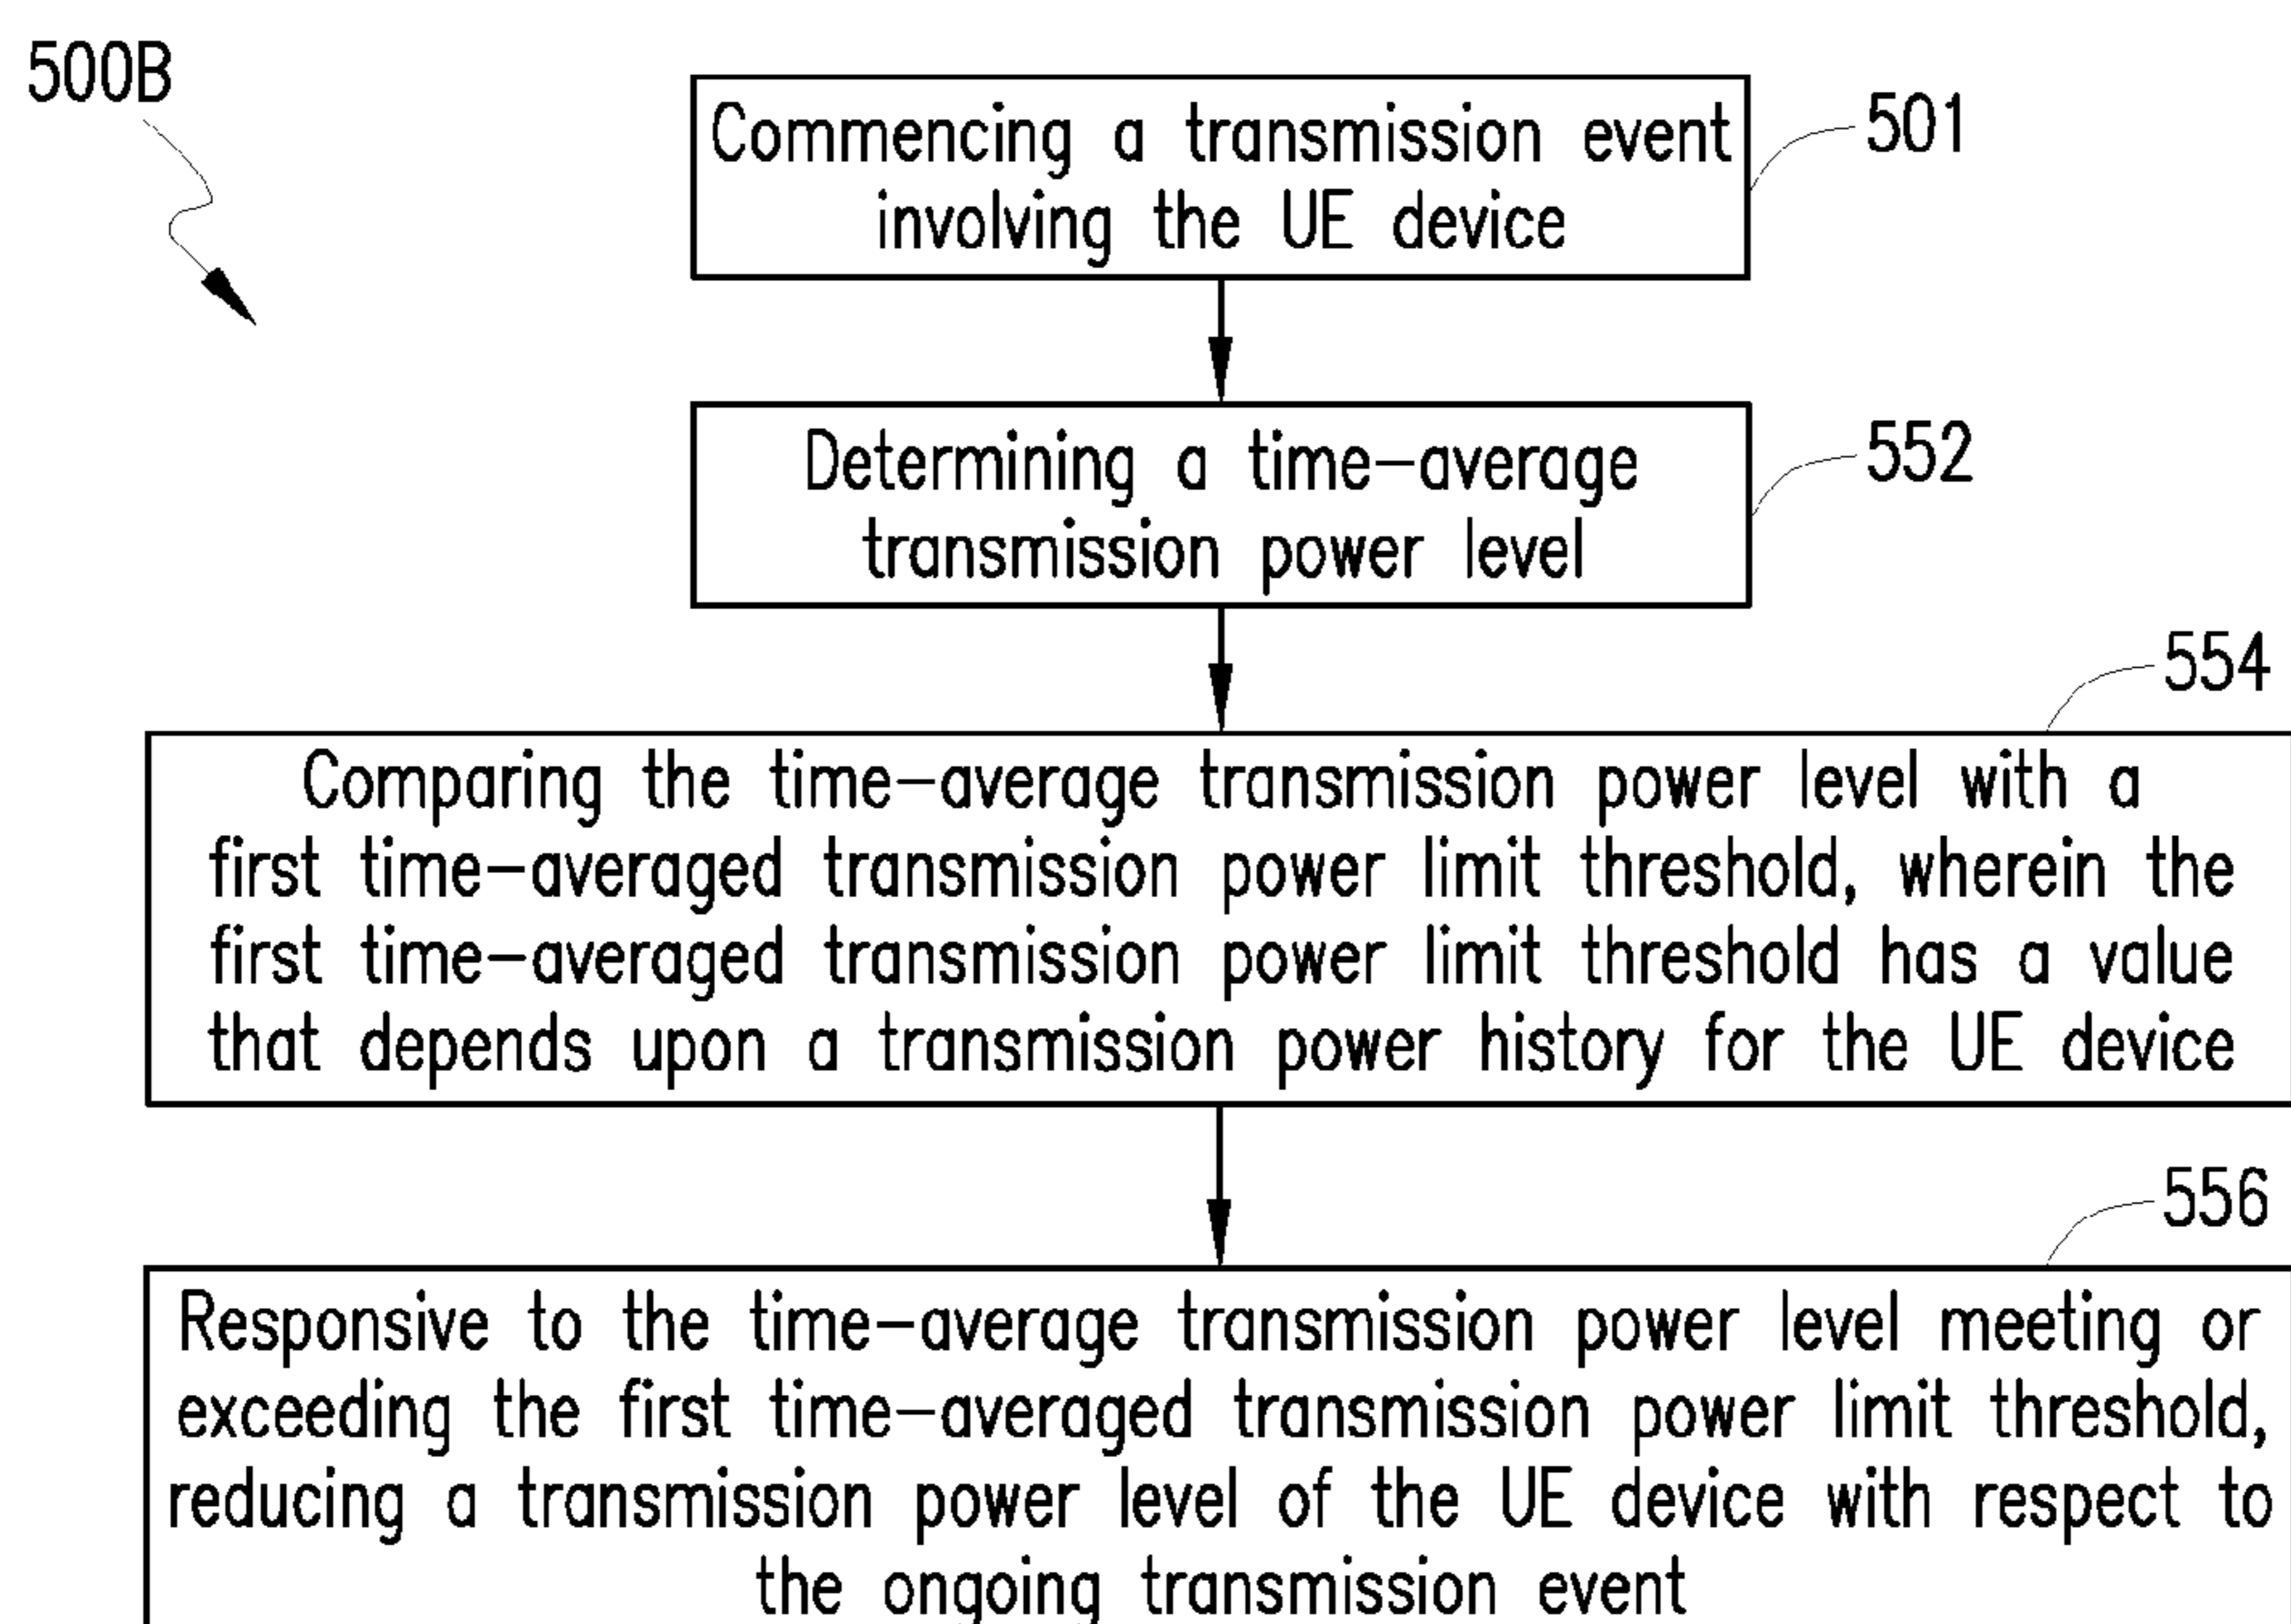 500B
Commencing a transmission event
involving the UE device
501
Determining a time-average
transmission power level
552
554
Comparing the time-average transmission power level with a
first time-averaged transmission power limit threshold, wherein the
first time-averaged transmission power limit threshold has a value
that depends upon a transmission power history for the UE device
556
Responsive to the time-average transmission power level meeting or
exceeding the first time-averaged transmission power limit threshold,
reducing a transmission power level of the UE device with respect to
the ongoing transmission event